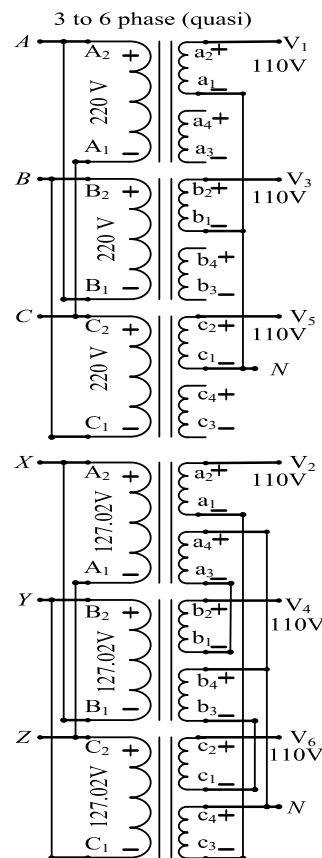 3 to 6 phase (quasi)
A A₂ + + a₂ V₁
220 V a₁ − 110V
a₄ +
A₁ − a₃ −
B B₂ + b₂ + V₃
220 V b₁ − 110V
b₄ +
B₁ − b₃ −
C C₂ + c₂ + V₅
220 V c₁ − 110V
N
c₄ +
C₁ − c₃ −
X A₂ + a₂ + V₂
127.02V a₁ − 110V
a₄ +
A₁ − a₃ −
Y B₂ + b₂ + V₄
127.02V b₁ − 110V
b₄ +
B₁ − b₃ −
Z C₂ + c₂ + V₆
127.02V c₁ − 110V
c₄ + N
C₁ − c₃ −